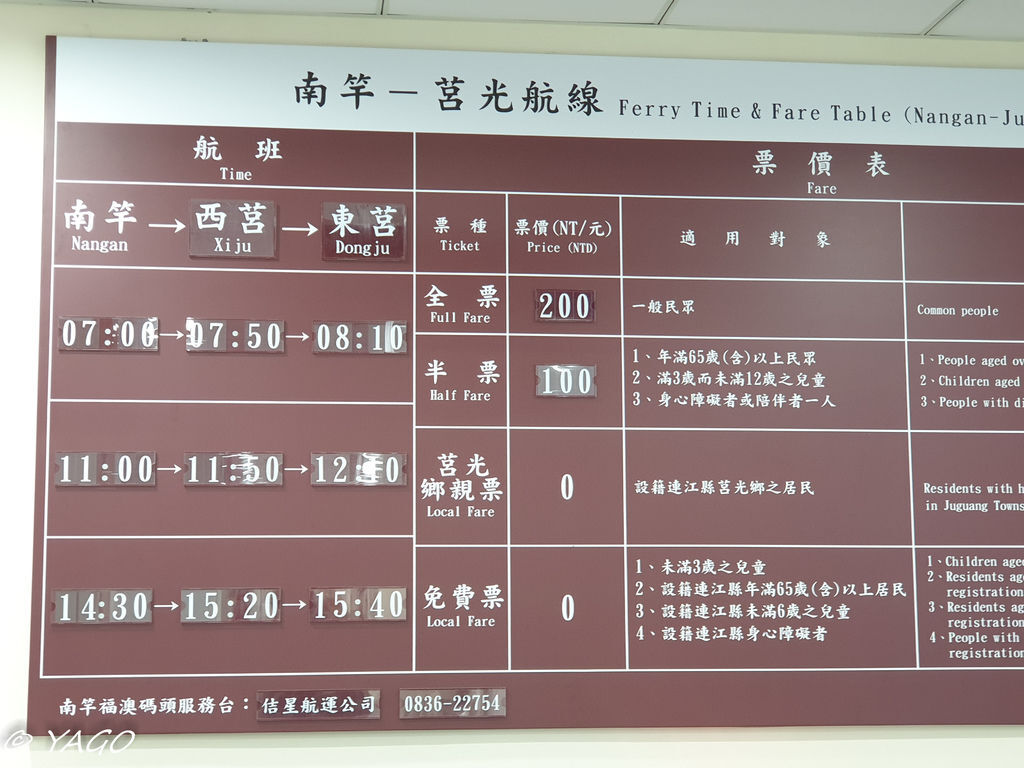 南竿－莒光航線 Ferry Time & Fare Table (Nangan-Ju
航 班
Time
票 價 表
Fare
南竿→西莒→東莒
Nangan Xiju Dongju
票 種
Ticket
票價(NT/元)
Price (NTD)
適 用 對 象
07:00→07:50→08:10
全 票
Full Fare
200
一般民眾
Common people
半 票
Half Fare
100
1、年滿65歲(含)以上民眾
2、滿3歲而未滿12歲之兒童
3、身心障礙者或陪伴者一人
1、People aged ov
2、Children aged
3、People with di
11:00→11:50→12:10
莒光
鄉親票
Local Fare
0
設籍連江縣莒光鄉之居民
Residents with h
in Juguang Towns
14:30→15:20→15:40
免費票
Local Fare
0
1、未滿3歲之兒童
2、設籍連江縣年滿65歲(含)以上居民
3、設籍連江縣未滿6歲之兒童
4、設籍連江縣身心障礙者
1、Children aged
2、Residents age
registration
3、Residents ag
registration
4、People with
registration
南竿福澳碼頭服務台：佶星航運公司 0836-22754
© YAGO